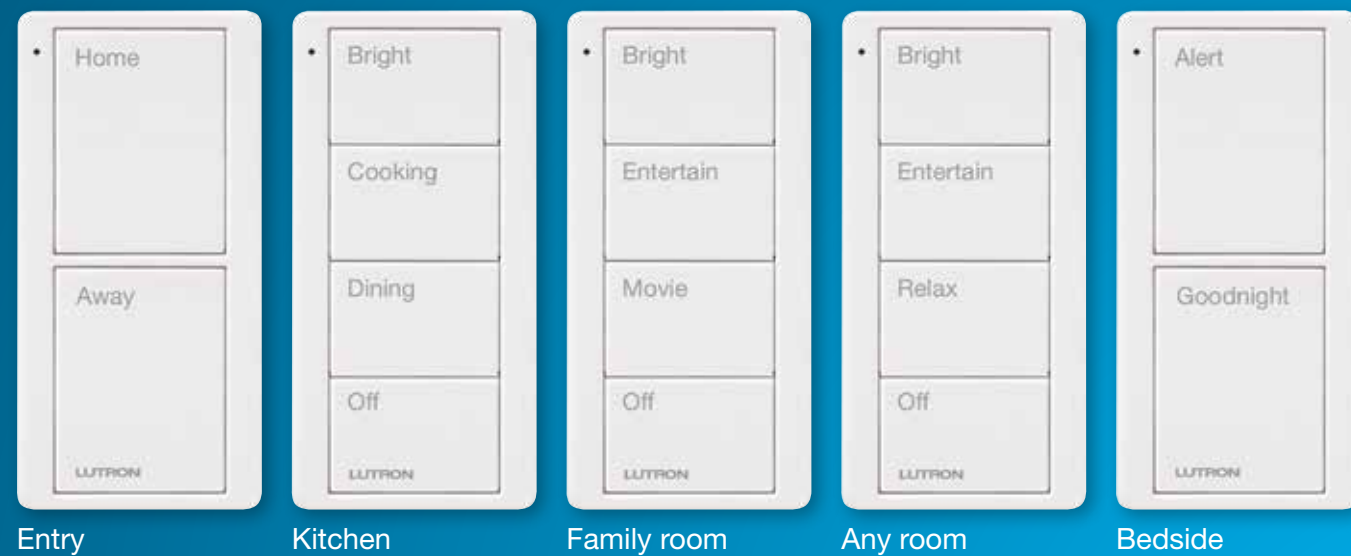 Home
Away
LUTRON
Entry
Bright
Cooking
Dining
Off
LUTRON
Kitchen
Bright
Entertain
Movie
Off
LUTRON
Family room
Bright
Entertain
Relax
Off
LUTRON
Any room
Alert
Goodnight
LUTRON
Bedside